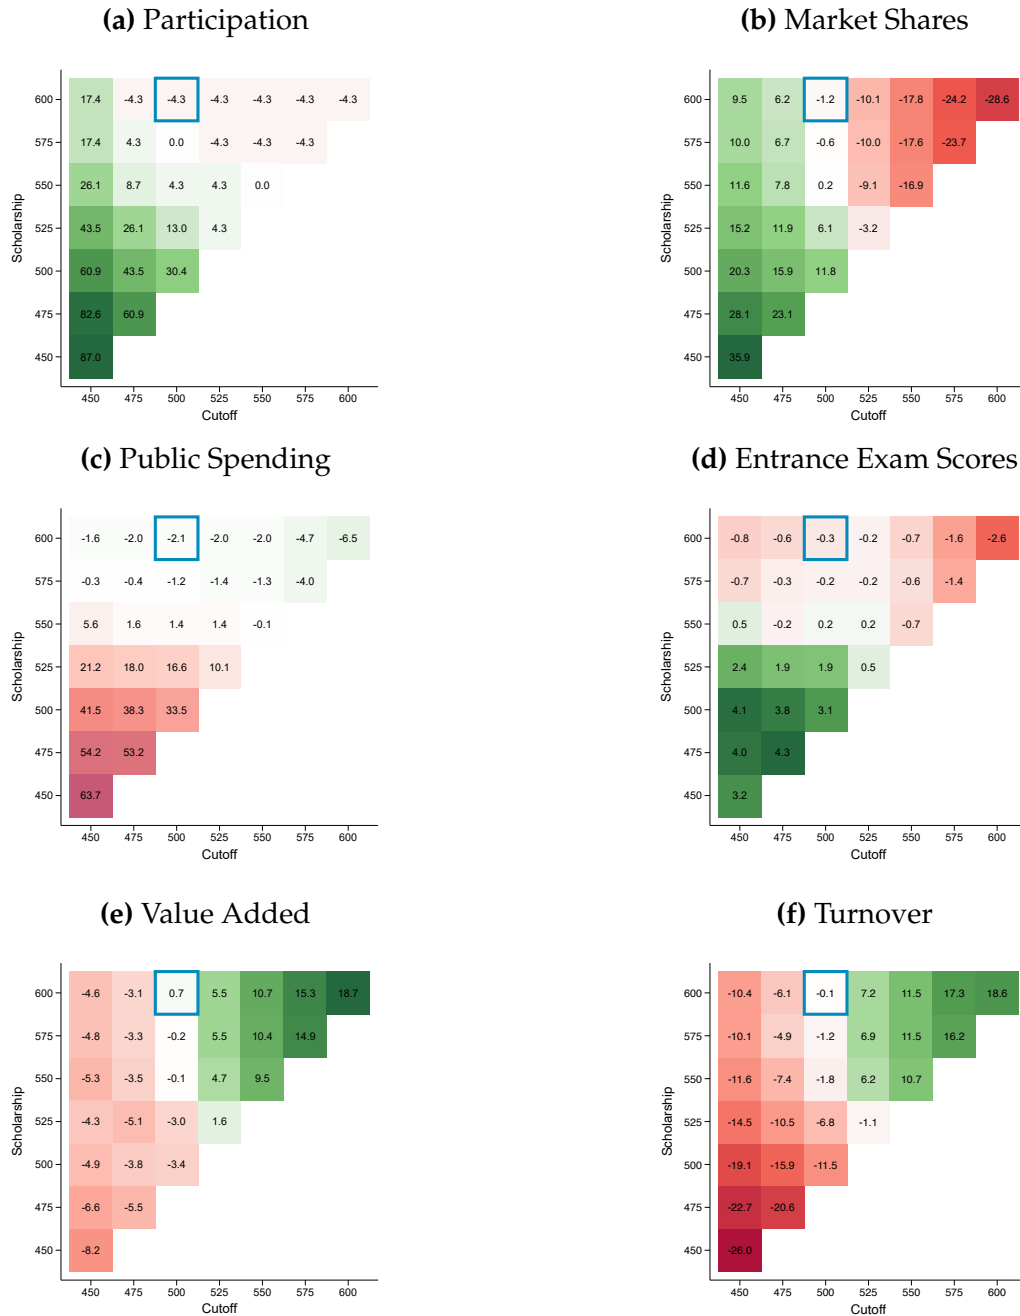 (a) Participation
600 17.4 -4.3 -4.3 -4.3 -4.3 -4.3 -4.3
575 17.4 4.3 0.0 -4.3 -4.3 -4.3
550 26.1 8.7 4.3 4.3 0.0
525 43.5 26.1 13.0 4.3
500 60.9 43.5 30.4
475 82.6 60.9
450 87.0
Scholarship
450 475 500 525 550 575 600
Cutoff
(b) Market Shares
600 9.5 6.2 -1.2 -10.1 -17.8 -24.2 -28.6
575 10.0 6.7 -0.6 -10.0 -17.6 -23.7
550 11.6 7.8 0.2 -9.1 -16.9
525 15.2 11.9 6.1 -3.2
500 20.3 15.9 11.8
475 28.1 23.1
450 35.9
Scholarship
450 475 500 525 550 575 600
Cutoff
(c) Public Spending
600 -1.6 -2.0 -2.1 -2.0 -2.0 -4.7 -6.5
575 -0.3 -0.4 -1.2 -1.4 -1.3 -4.0
550 5.6 1.6 1.4 1.4 -0.1
525 21.2 18.0 16.6 10.1
500 41.5 38.3 33.5
475 54.2 53.2
450 63.7
Scholarship
450 475 500 525 550 575 600
Cutoff
(d) Entrance Exam Scores
600 -0.8 -0.6 -0.3 -0.2 -0.7 -1.6 -2.6
575 -0.7 -0.3 -0.2 -0.2 -0.6 -1.4
550 0.5 -0.2 0.2 0.2 -0.7
525 2.4 1.9 1.9 0.5
500 4.1 3.8 3.1
475 4.0 4.3
450 3.2
Scholarship
450 475 500 525 550 575 600
Cutoff
(e) Value Added
600 -4.6 -3.1 0.7 5.5 10.7 15.3 18.7
575 -4.8 -3.3 -0.2 5.5 10.4 14.9
550 -5.3 -3.5 -0.1 4.7 9.5
525 -4.3 -5.1 -3.0 1.6
500 -4.9 -3.8 -3.4
475 -6.6 -5.5
450 -8.2
Scholarship
450 475 500 525 550 575 600
Cutoff
(f) Turnover
600 -10.4 -6.1 -0.1 7.2 11.5 17.3 18.6
575 -10.1 -4.9 -1.2 6.9 11.5 16.2
550 -11.6 -7.4 -1.8 6.2 10.7
525 -14.5 -10.5 -6.8 -1.1
500 -19.1 -15.9 -11.5
475 -22.7 -20.6
450 -26.0
Scholarship
450 475 500 525 550 575 600
Cutoff